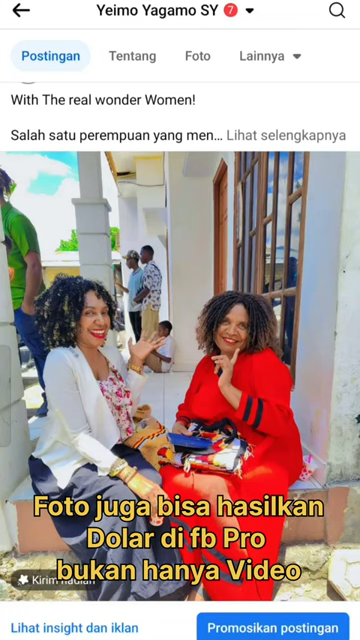 Yeimo Yagamo SY 7
Postingan Tentang Foto Lainnya
With The real wonder Women!
Salah satu perempuan yang men... Lihat selengkapnya
Foto juga bisa hasilkan
Dolar di fb Pro
bukan hanya Video
Kirim hadiah
Lihat insight dan iklan
Promosikan postingan